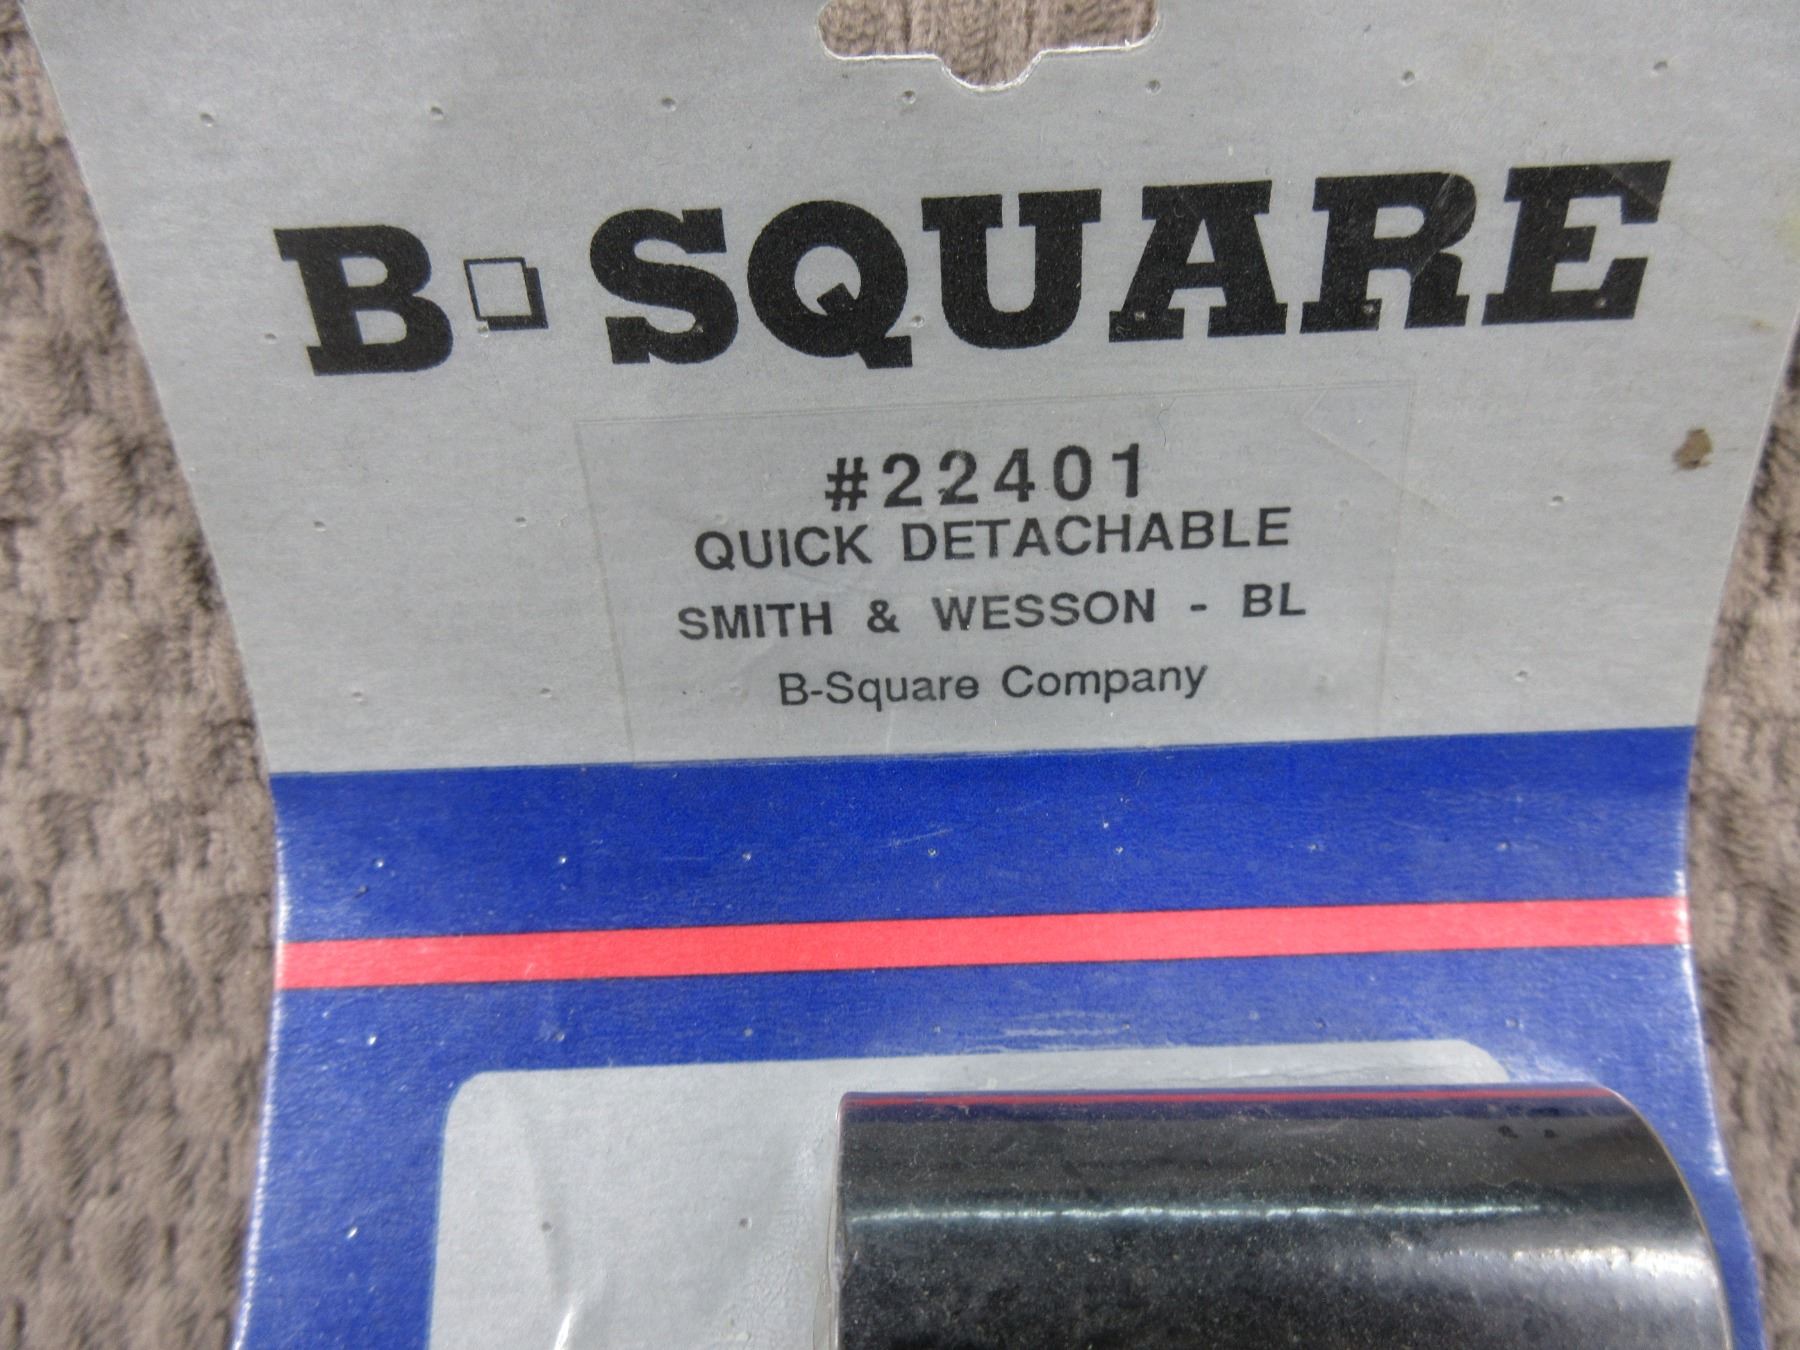 B□SQUARE
#22401
QUICK DETACHABLE
SMITH & WESSON - BL
B-Square Company